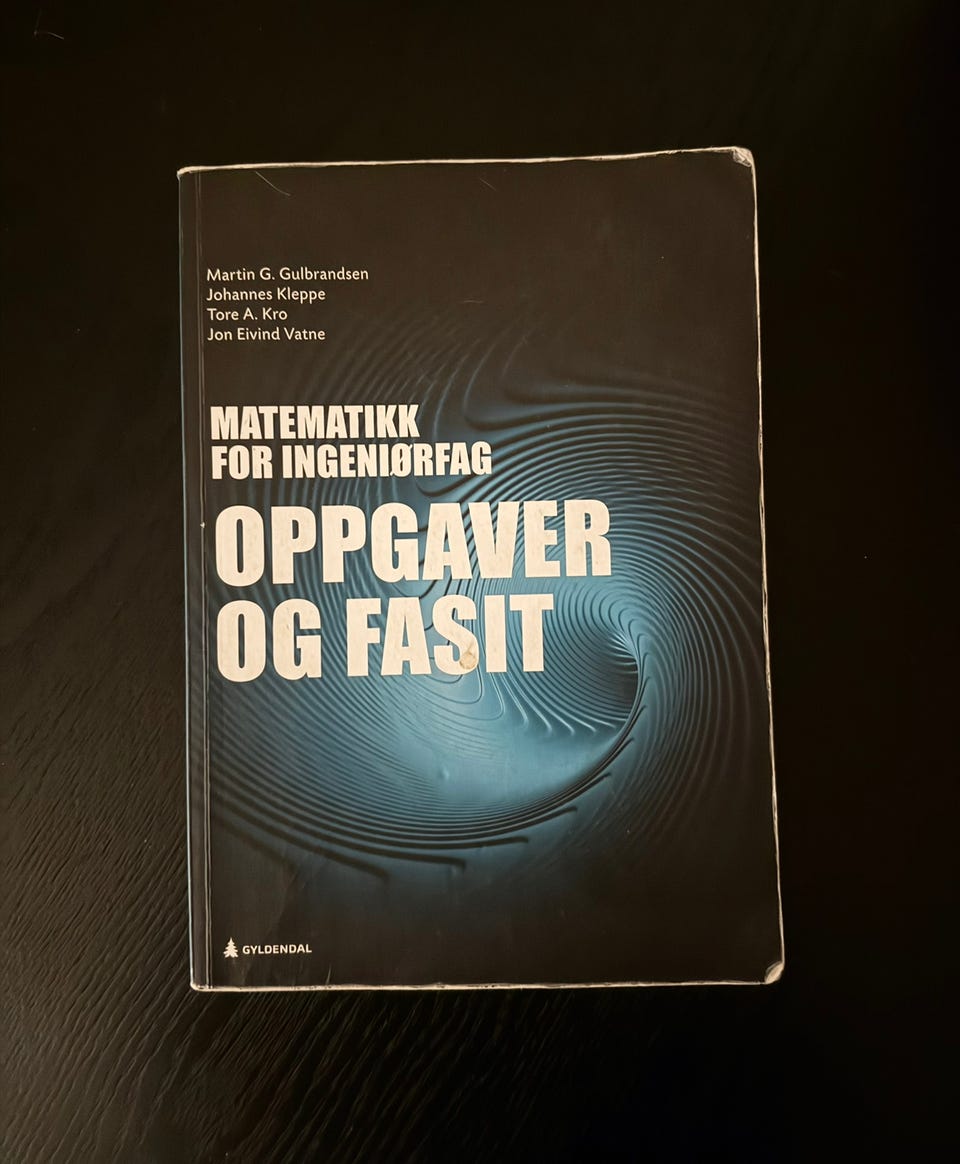 Martin G. Gulbrandsen
Johannes Kleppe
Tore A. Kro
Jon Eivind Vatne
MATEMATIKK
FOR INGENIØRFAG
OPPGAVER
OG FASIT
GYLDENDAL